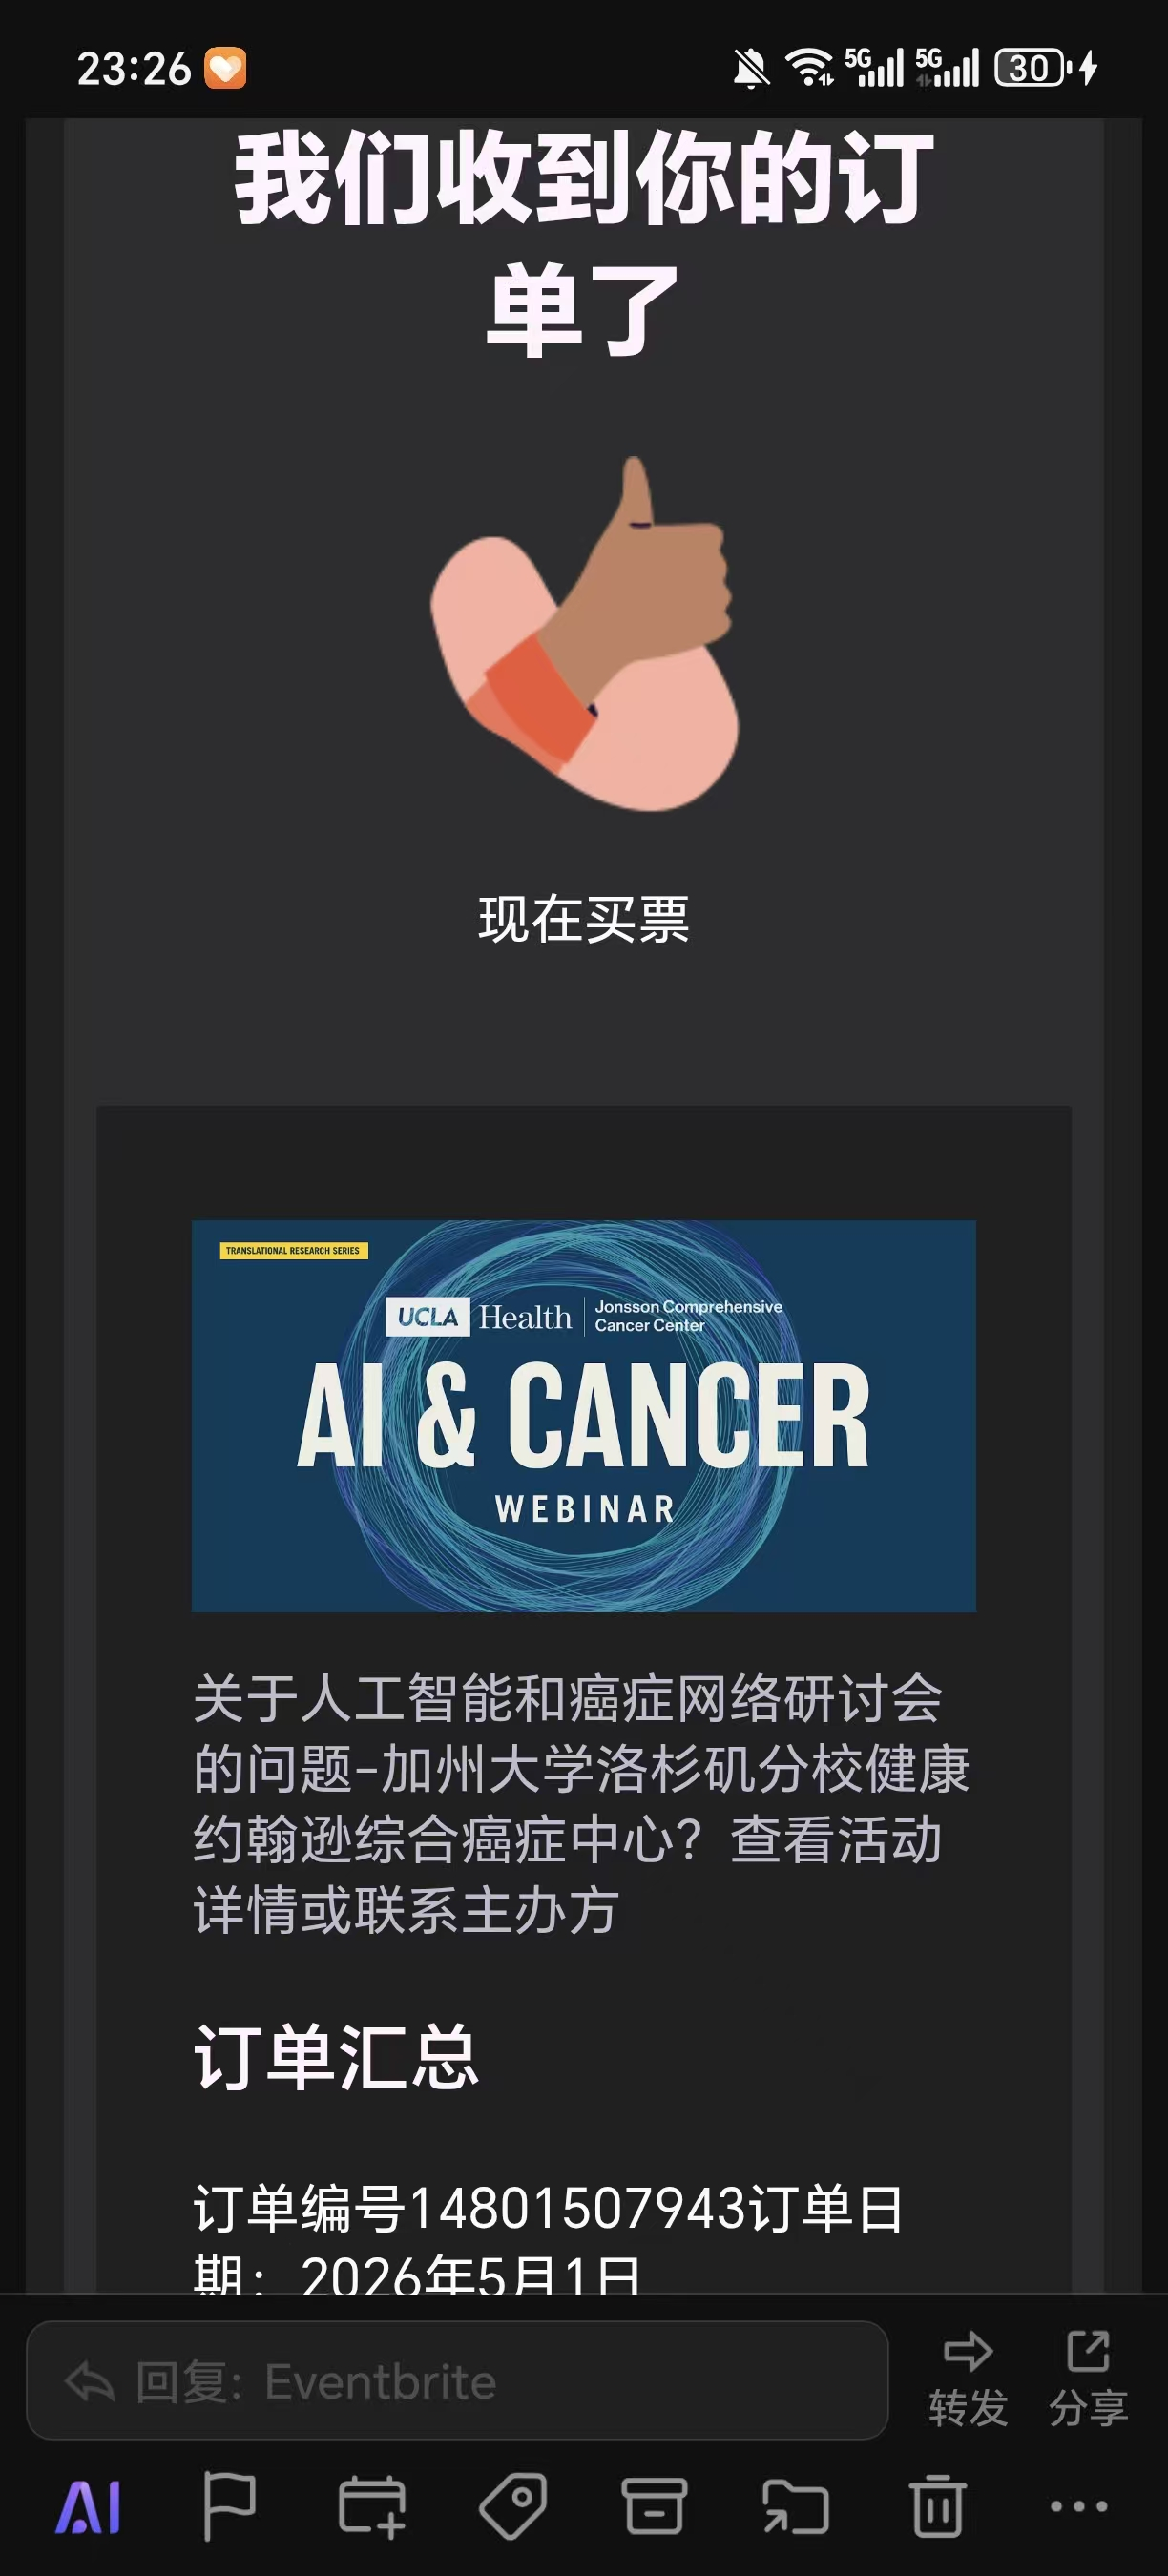 23:26
5G
5G
30
我们收到你的订
单了
现在买票
TRANSLATIONAL RESEARCH SERIES
UCLA Health
Jonsson Comprehensive
Cancer Center
AI & CANCER
WEBINAR
关于人工智能和癌症网络研讨会
的问题-加州大学洛杉矶分校健康
约翰逊综合癌症中心？查看活动
详情或联系主办方
订单汇总
订单编号14801507943订单日
期：2026年5月1日
回复: Eventbrite
转发
分享
AI